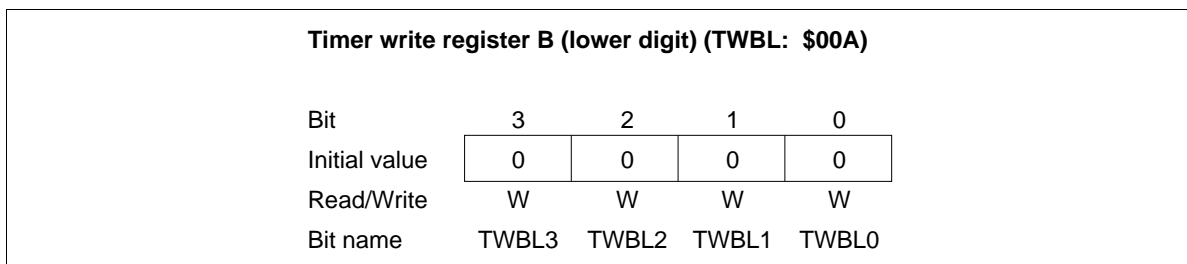 Timer write register B (lower digit) (TWBL: $00A)
Bit 3 2 1 0
Initial value 0 0 0 0
Read/Write W W W W
Bit name TWBL3 TWBL2 TWBL1 TWBL0